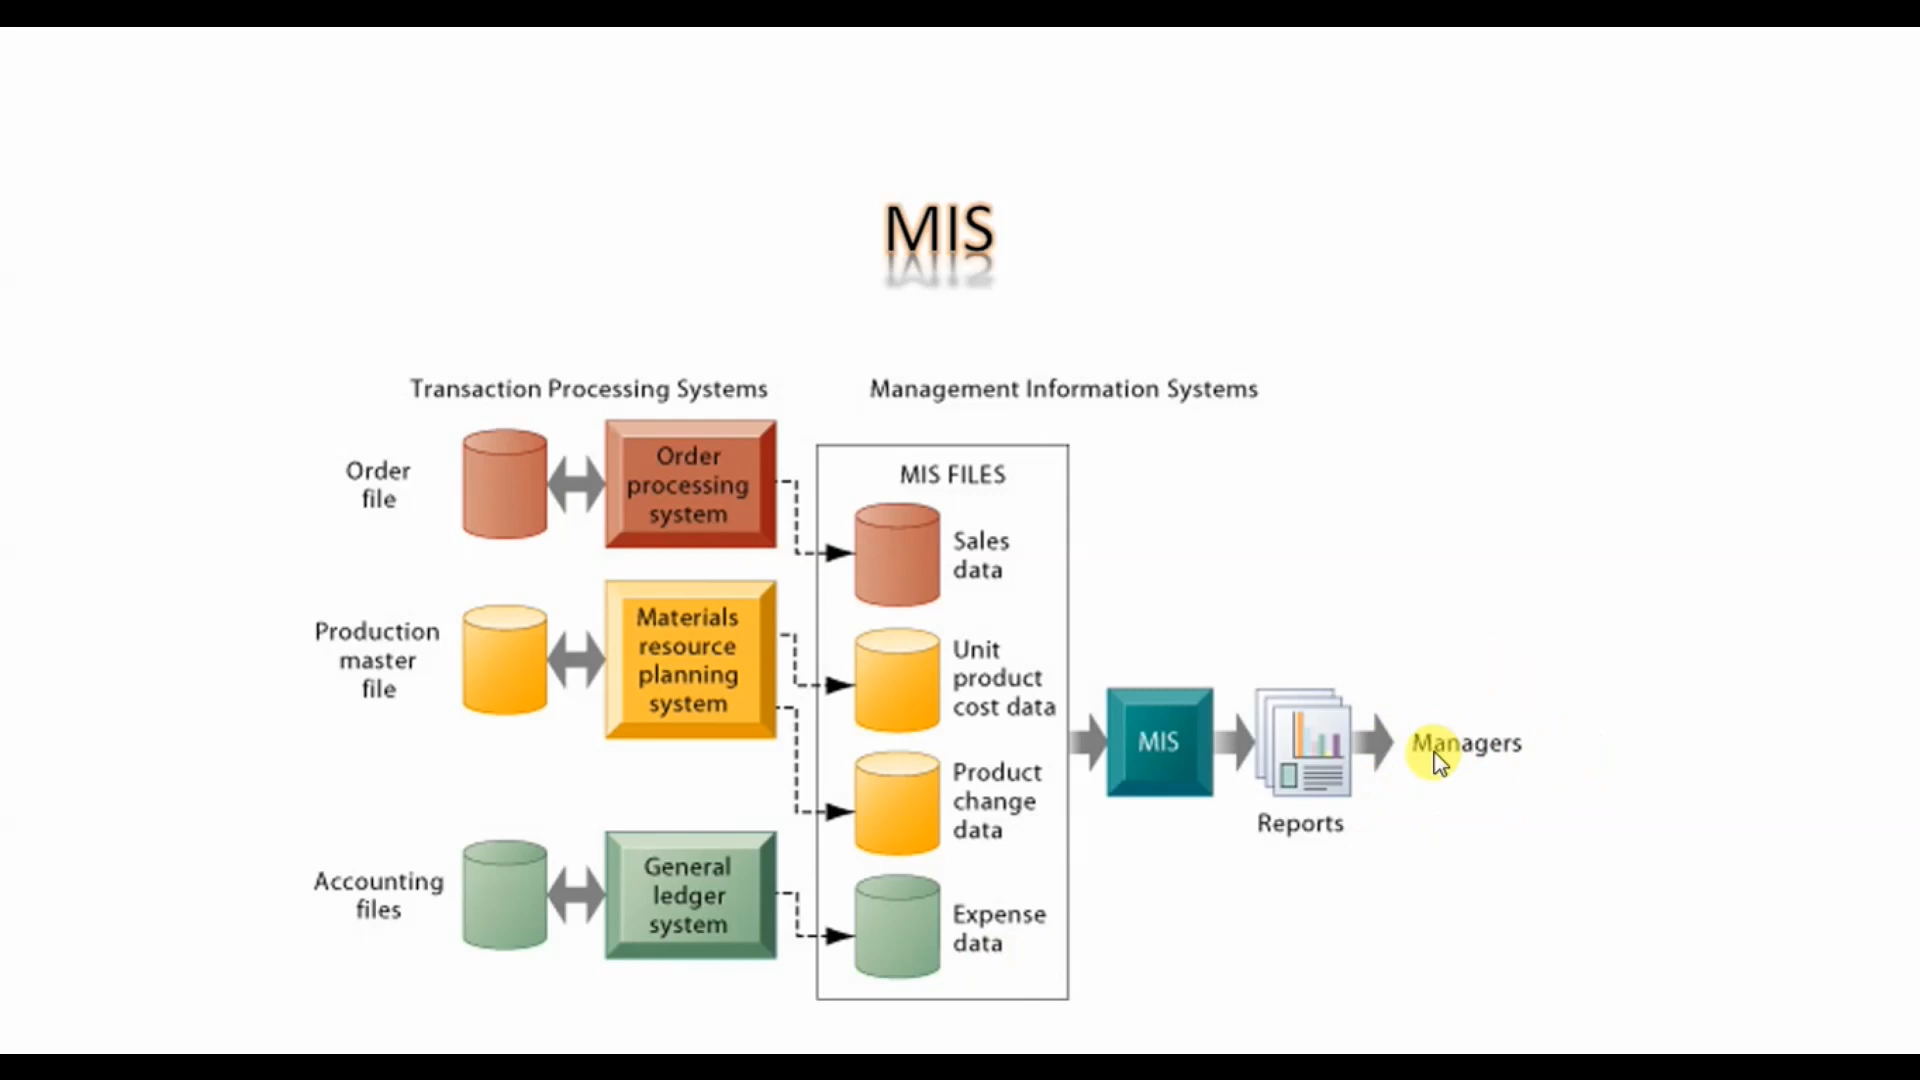 MIS
Transaction Processing Systems
Management Information Systems
Order
file
Order
processing
system
MIS FILES
Sales
data
Production
master
file
Materials
resource
planning
system
Unit
product
cost data
Product
change
data
MIS
Reports
Managers
Accounting
files
General
ledger
system
Expense
data